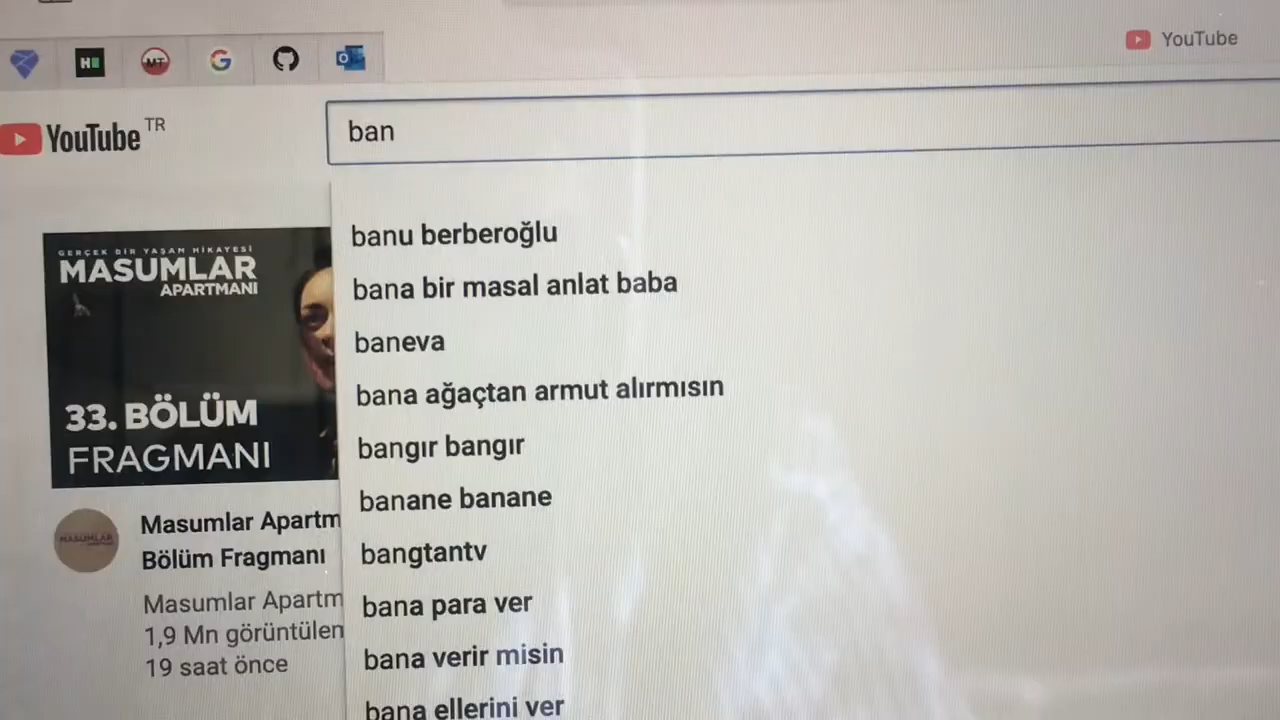 YouTube
YouTube TR
ban
banu berberoğlu
bana bir masal anlat baba
baneva
bana ağaçtan armut alırmısın
bangır bangır
banane banane
bangtantv
bana para ver
bana verir misin
bana ellerini ver
GERÇEK BİR YAŞAM HİKAYESİ
MASUMLAR
APARTMANI
33. BÖLÜM
FRAGMANI
MASUMLAR
Masumlar Apartm
Bölüm Fragmanı
Masumlar Apartm
1,9 Mn görüntülen
19 saat önce